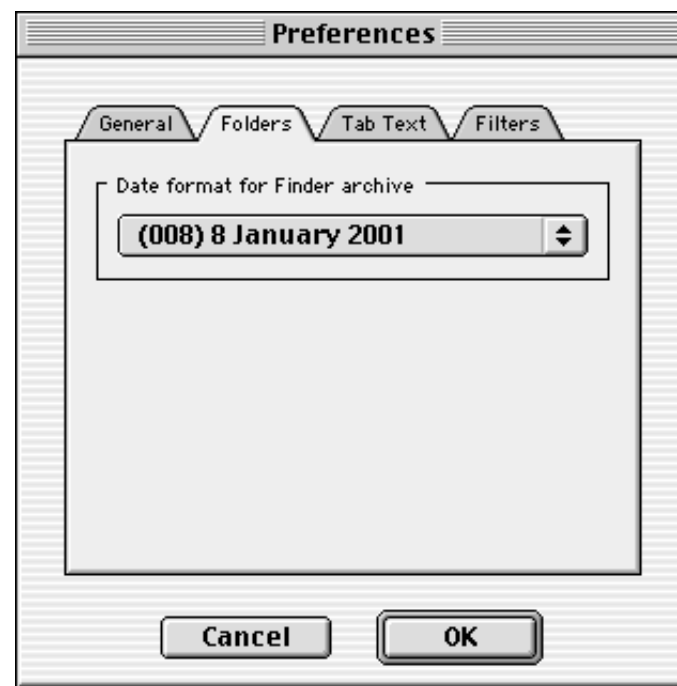 Preferences
General Folders Tab Text Filters
Date format for Finder archive
(008) 8 January 2001
Cancel OK